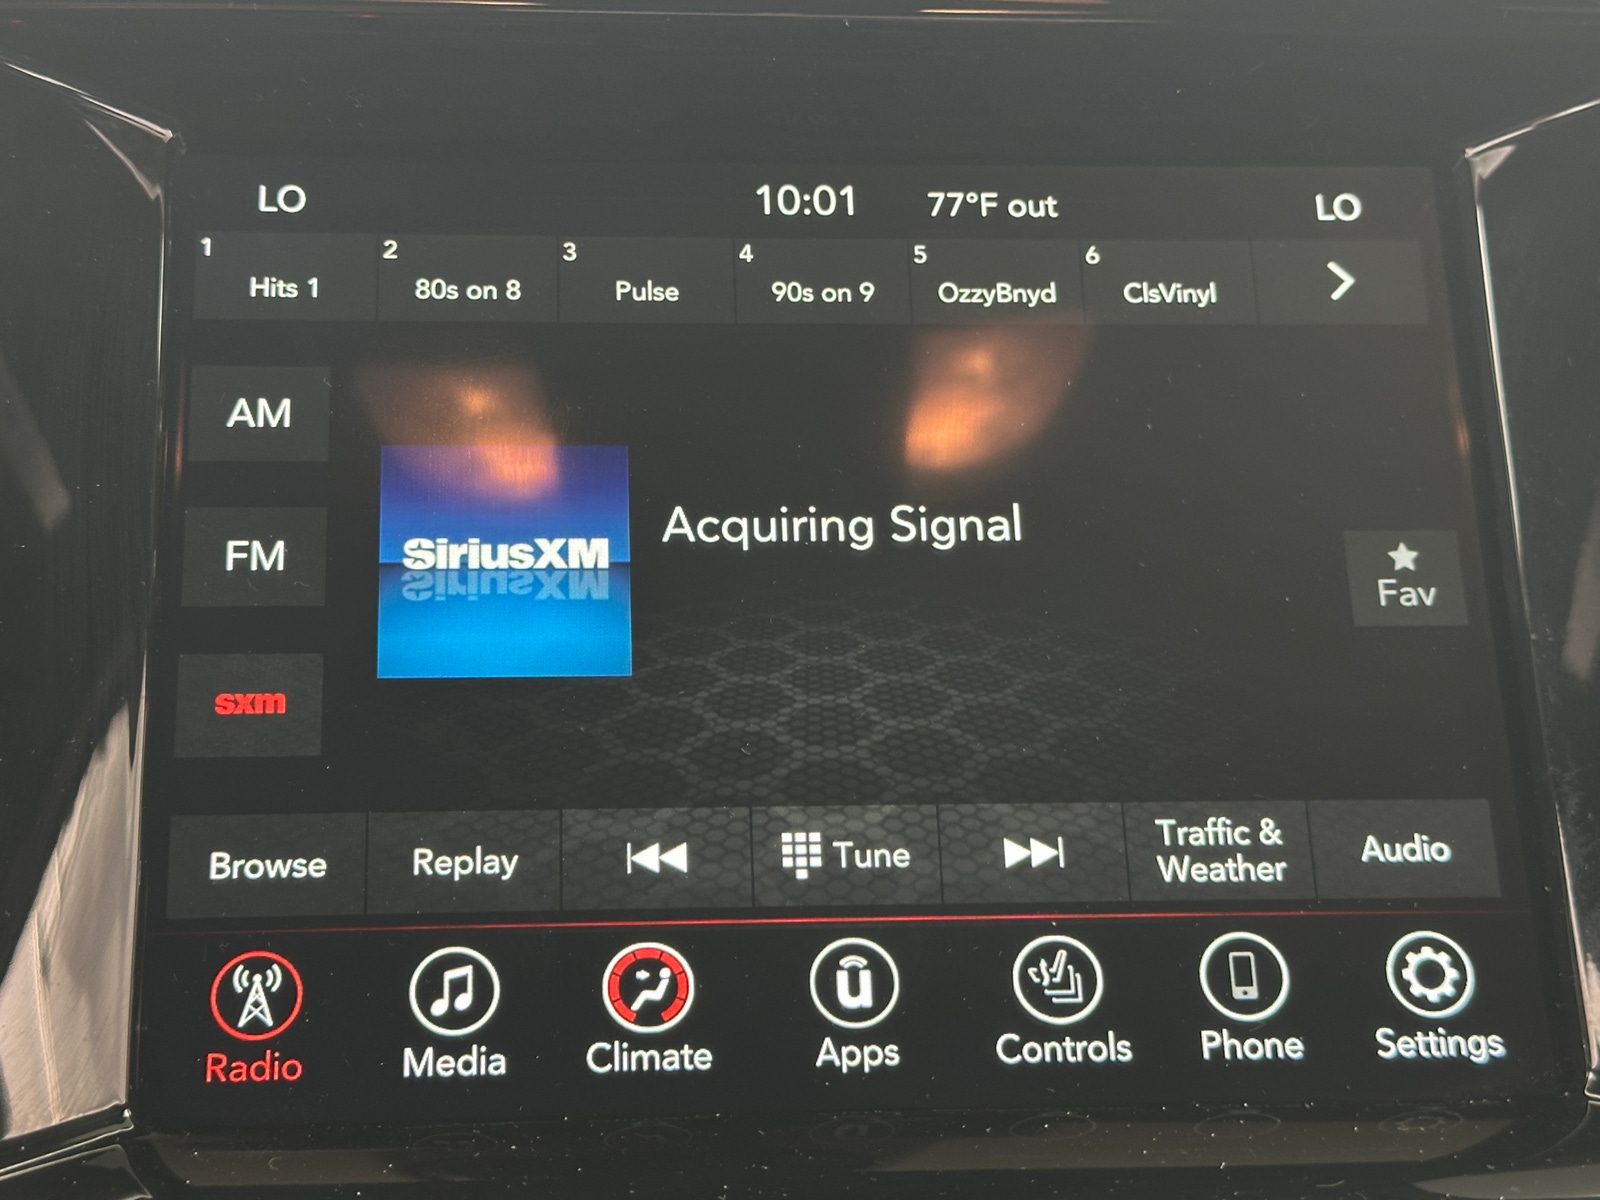 LO 10:01 77°F out LO
1 2 3 4 5 6
Hits 1 80s on 8 Pulse 90s on 9 OzzyBnyd ClsVinyl
AM
Acquiring Signal
SiriusXM
FM
Fav
sxm
Browse Replay Tune Traffic & Weather Audio
Radio Media Climate Apps Controls Phone Settings